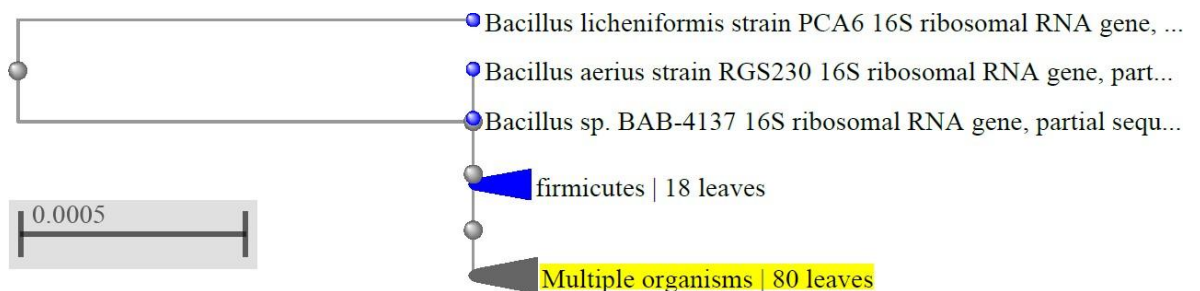 Bacillus licheniformis strain PCA6 16S ribosomal RNA gene, ...
Bacillus aerius strain RGS230 16S ribosomal RNA gene, part...
Bacillus sp. BAB-4137 16S ribosomal RNA gene, partial sequ...
firmicutes | 18 leaves
0.0005
Multiple organisms | 80 leaves